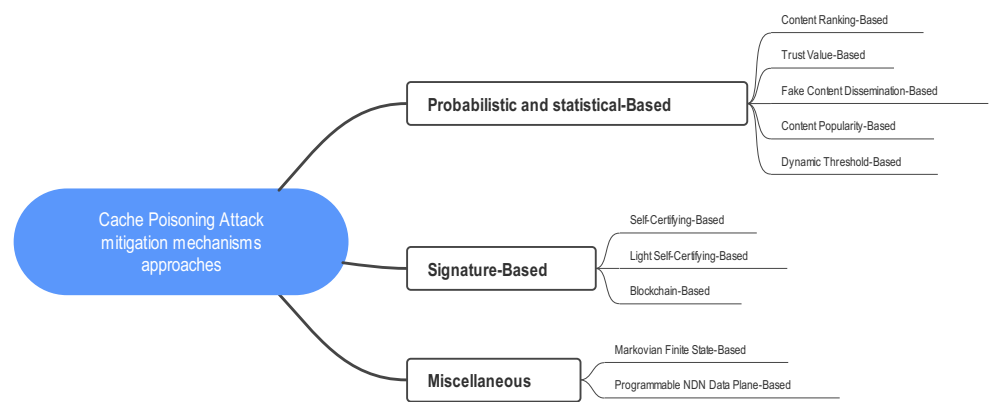 Cache Poisoning Attack
mitigation mechanisms
approaches
Probabilistic and statistical-Based
Content Ranking-Based
Trust Value-Based
Fake Content Dissemination-Based
Content Popularity-Based
Dynamic Threshold-Based
Signature-Based
Self-Certifying-Based
Light Self-Certifying-Based
Blockchain-Based
Miscellaneous
Markovian Finite State-Based
Programmable NDN Data Plane-Based